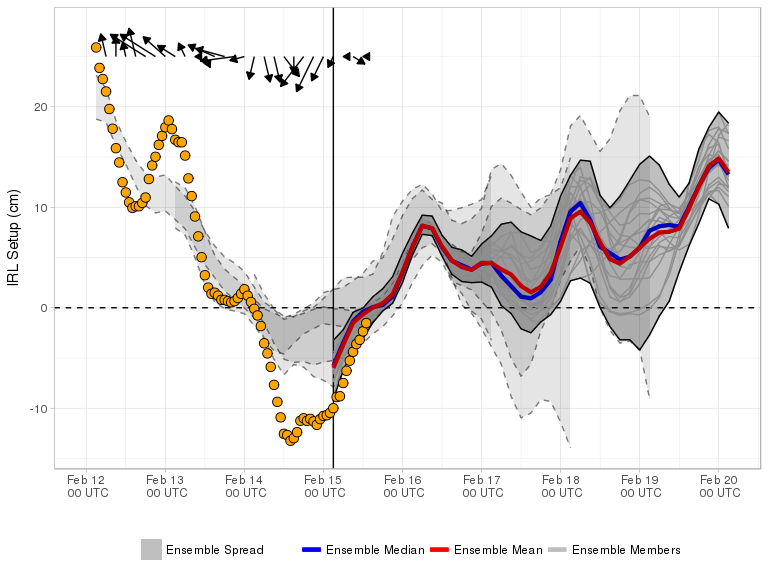 IRL Setup (cm)
20
10
0
-10
Feb 12 Feb 13 Feb 14 Feb 15 Feb 16 Feb 17 Feb 18 Feb 19 Feb 20
00 UTC 00 UTC 00 UTC 00 UTC 00 UTC 00 UTC 00 UTC 00 UTC 00 UTC
Ensemble Spread Ensemble Median Ensemble Mean Ensemble Members